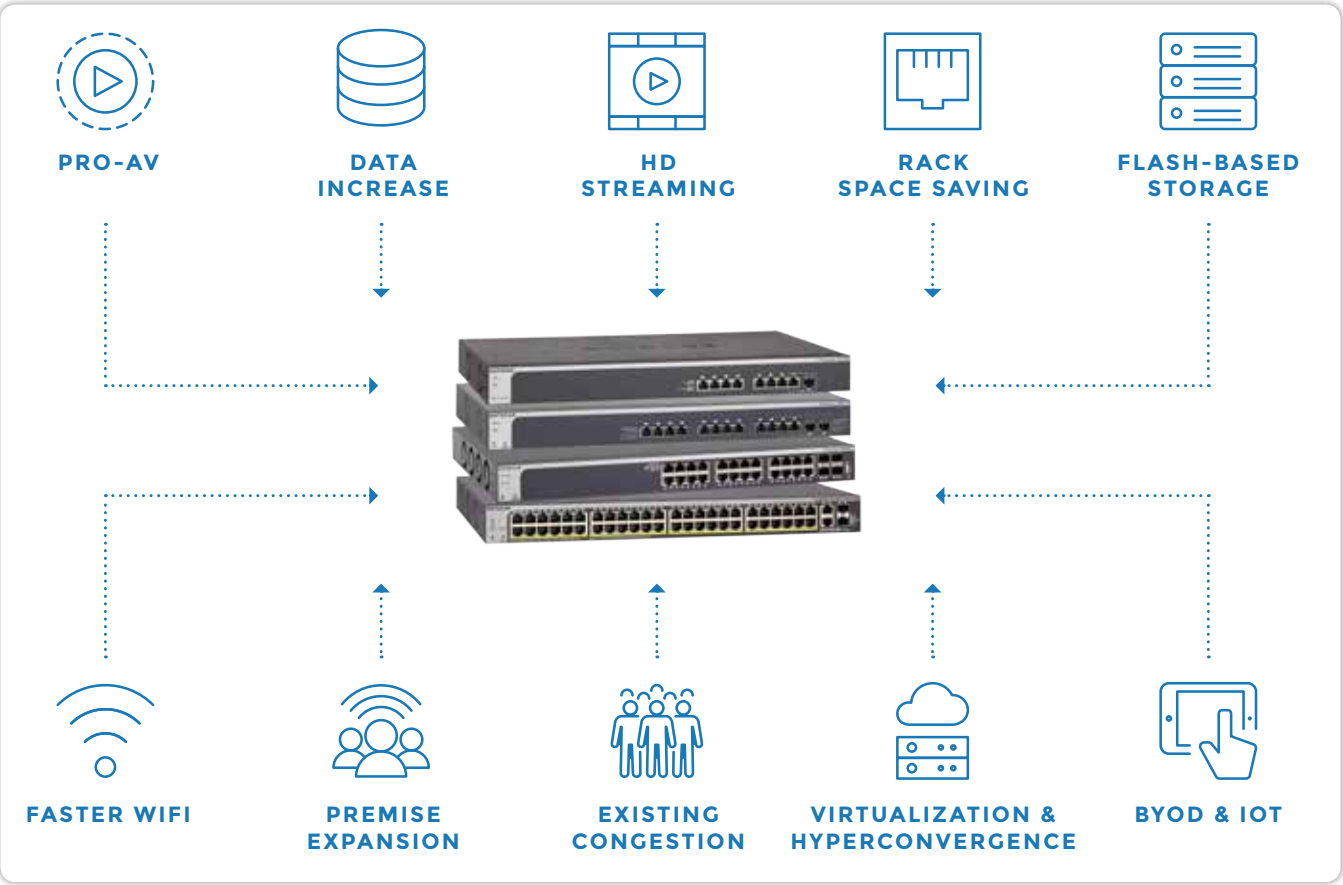 PRO-AV
DATA
INCREASE
HD
STREAMING
RACK
SPACE SAVING
FLASH-BASED
STORAGE
FASTER WIFI
PREMISE
EXPANSION
EXISTING
CONGESTION
VIRTUALIZATION &
HYPERCONVERGENCE
BYOD & IOT